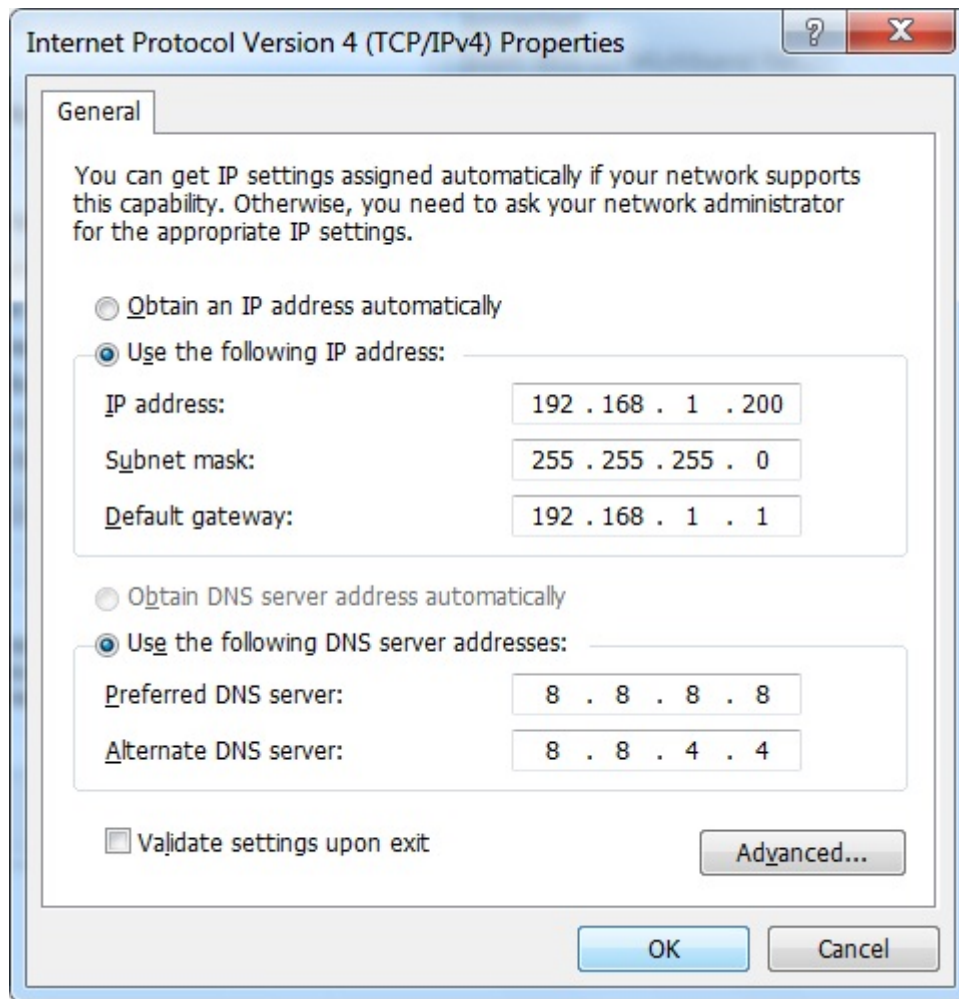 Internet Protocol Version 4 (TCP/IPv4) Properties
General
You can get IP settings assigned automatically if your network supports
this capability. Otherwise, you need to ask your network administrator
for the appropriate IP settings.
Obtain an IP address automatically
Use the following IP address:
IP address: 192 . 168 . 1 . 200
Subnet mask: 255 . 255 . 255 . 0
Default gateway: 192 . 168 . 1 . 1
Obtain DNS server address automatically
Use the following DNS server addresses:
Preferred DNS server: 8 . 8 . 8 . 8
Alternate DNS server: 8 . 8 . 4 . 4
Validate settings upon exit
Advanced...
OK Cancel